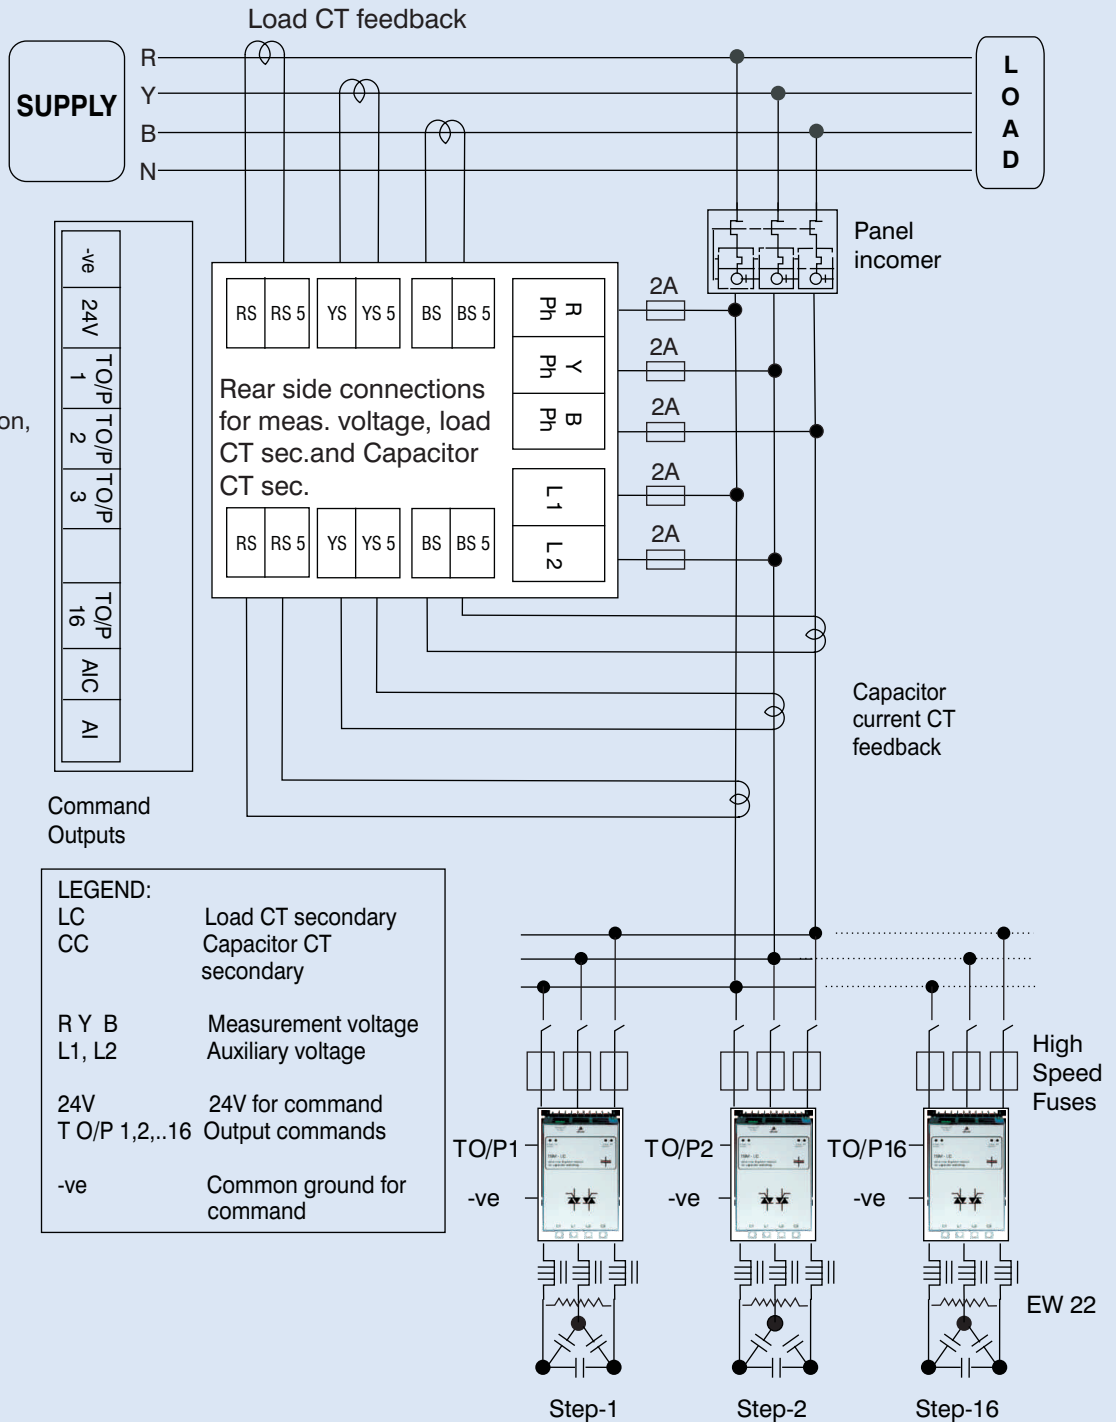 Load CT feedback
SUPPLY
R
Y
B
N
L
O
A
D
Panel
incomer
-ve
24V
TO/P
1
TO/P
2
TO/P
3
TO/P
16
AIC
AI
on,
RS RS 5 YS YS 5 BS BS 5
R
Ph
Y
Ph
B
Ph
L 1
L 2
2A
2A
2A
2A
2A
Rear side connections
for meas. voltage, load
CT sec.and Capacitor
CT sec.
RS RS 5 YS YS 5 BS BS 5
Capacitor
current CT
feedback
Command
Outputs
LEGEND:
LC Load CT secondary
CC Capacitor CT
secondary
R Y B Measurement voltage
L1, L2 Auxiliary voltage
24V 24V for command
T O/P 1,2,..16 Output commands
-ve Common ground for
command
High
Speed
Fuses
TO/P1
-ve
TO/P2
-ve
TO/P16
-ve
EW 22
Step-1 Step-2 Step-16